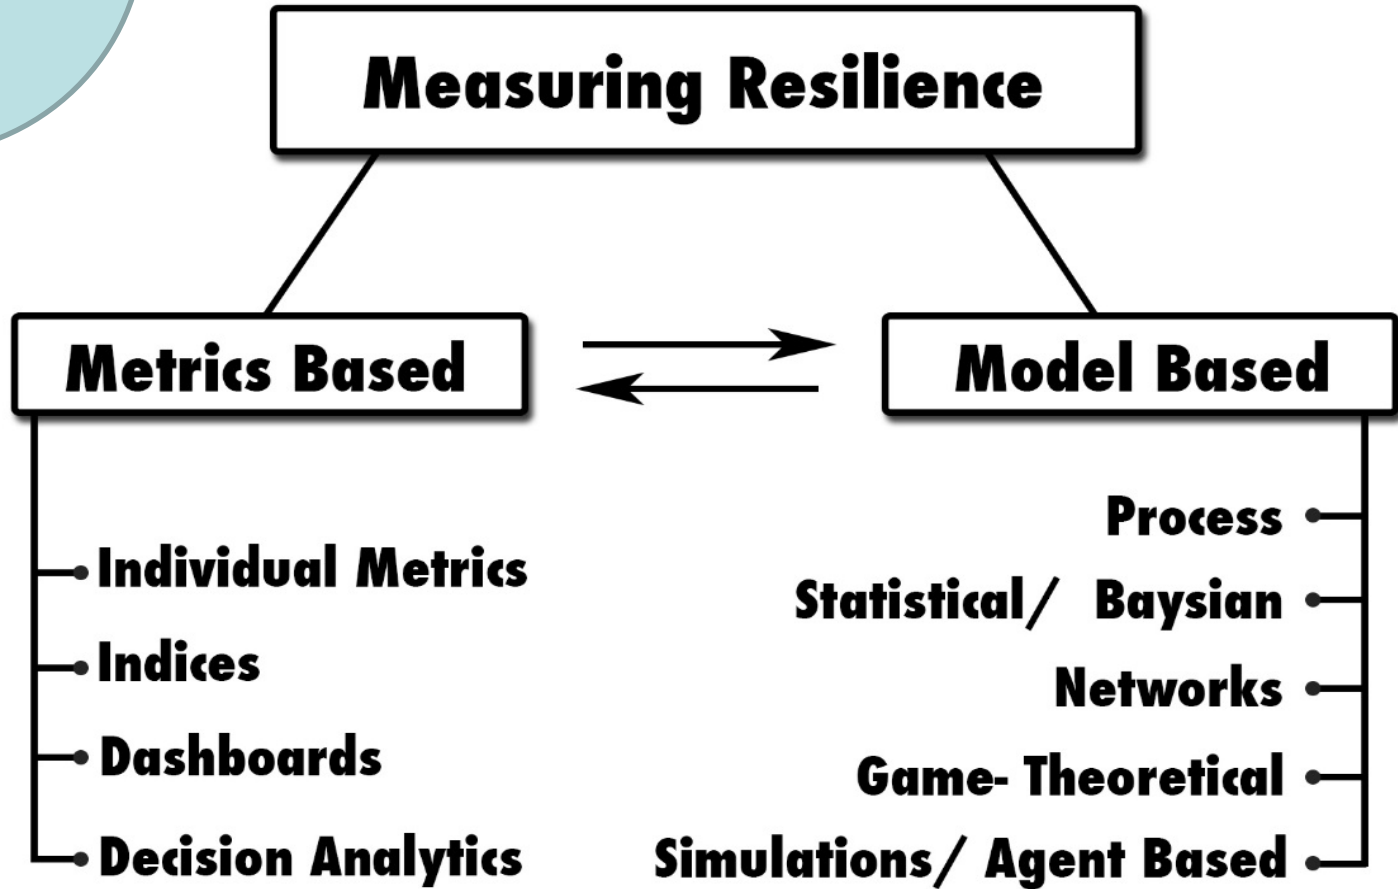 Measuring Resilience
Metrics Based
Model Based
Individual Metrics
Indices
Dashboards
Decision Analytics
Process
Statistical/ Baysian
Networks
Game- Theoretical
Simulations/ Agent Based